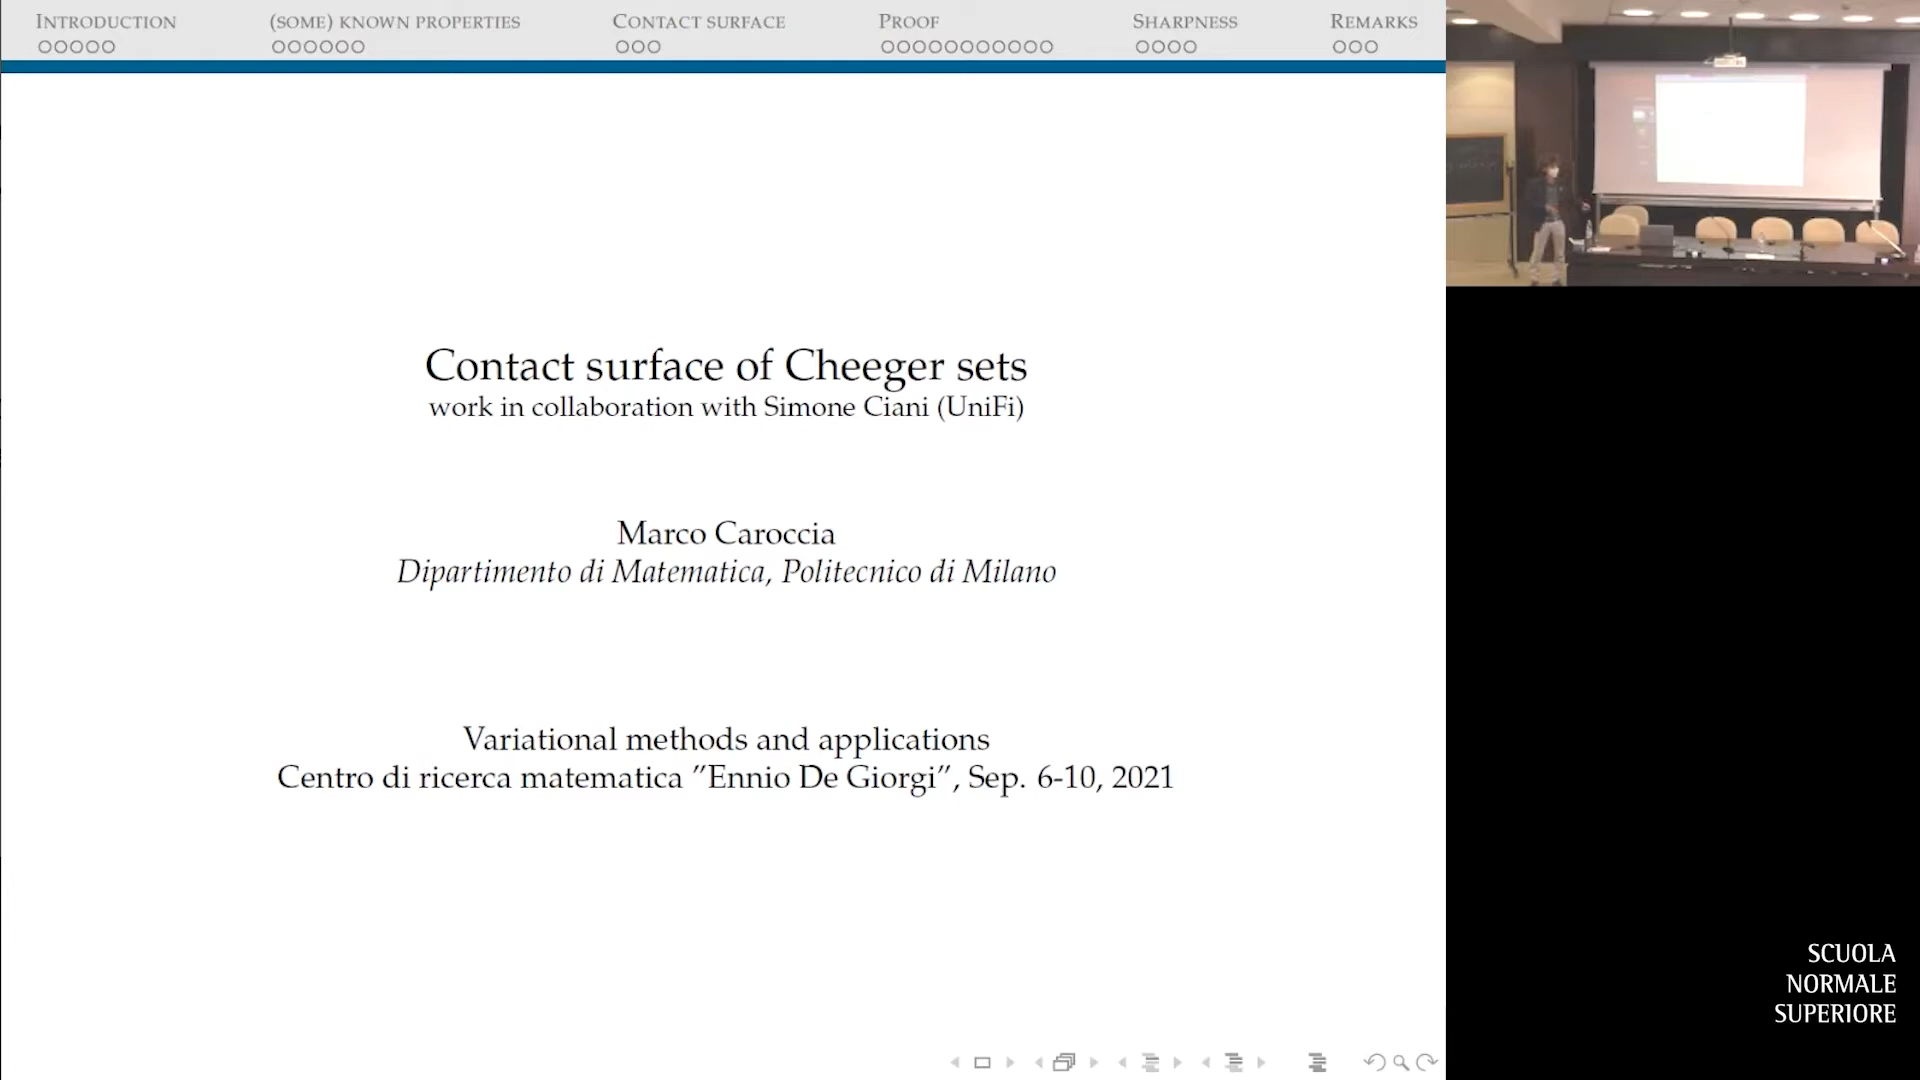 INTRODUCTION
(SOME) KNOWN PROPERTIES
CONTACT SURFACE
PROOF
SHARPNESS
REMARKS
Contact surface of Cheeger sets
work in collaboration with Simone Ciani (UniFi)
Marco Caroccia
Dipartimento di Matematica, Politecnico di Milano
Variational methods and applications
Centro di ricerca matematica ”Ennio De Giorgi”, Sep. 6-10, 2021
SCUOLA
NORMALE
SUPERIORE